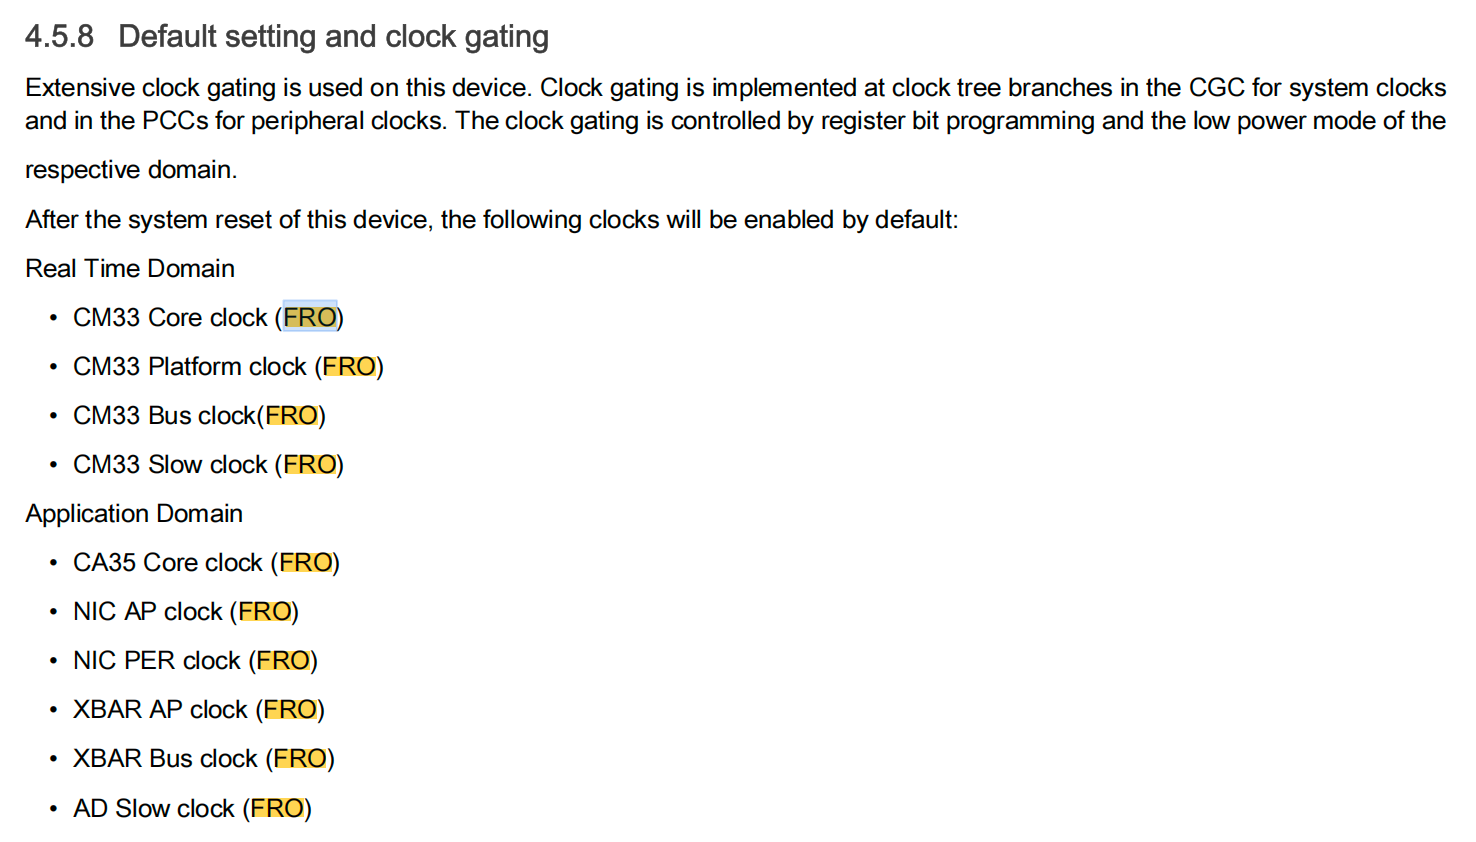 4.5.8 Default setting and clock gating
Extensive clock gating is used on this device. Clock gating is implemented at clock tree branches in the CGC for system clocks
and in the PCCs for peripheral clocks. The clock gating is controlled by register bit programming and the low power mode of the
respective domain.
After the system reset of this device, the following clocks will be enabled by default:
Real Time Domain
• CM33 Core clock (FRO)
• CM33 Platform clock (FRO)
• CM33 Bus clock(FRO)
• CM33 Slow clock (FRO)
Application Domain
• CA35 Core clock (FRO)
• NIC AP clock (FRO)
• NIC PER clock (FRO)
• XBAR AP clock (FRO)
• XBAR Bus clock (FRO)
• AD Slow clock (FRO)